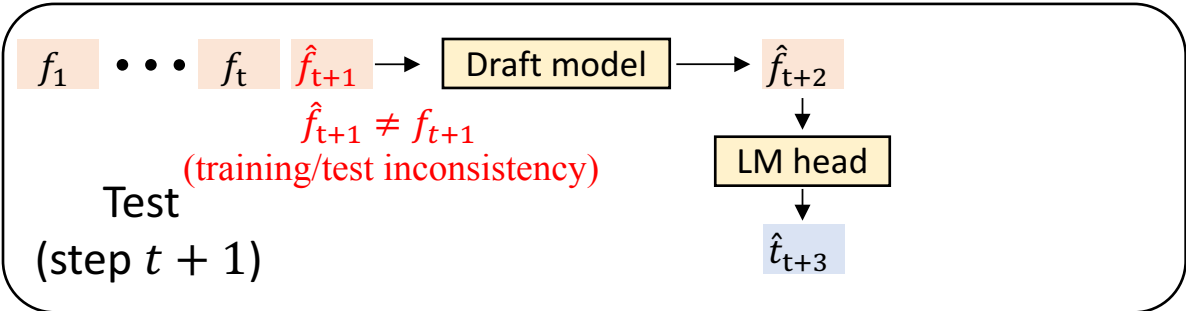 f₁ • • • fₜ f̂ₜ₊₁ → Draft model → f̂ₜ₊₂
f̂ₜ₊₁ ≠ fₜ₊₁
(training/test inconsistency)
LM head
Test
(step t + 1)
t̂ₜ₊₃